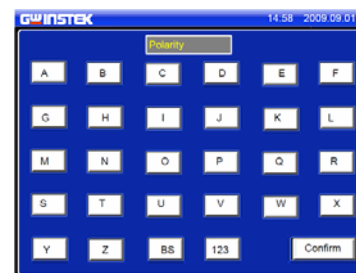 GWINSTEK 14:58 2009.09.01
Polarity
A B C D E F
G H I J K L
M N O P Q R
S T U V W X
Y Z BS 123 Confirm